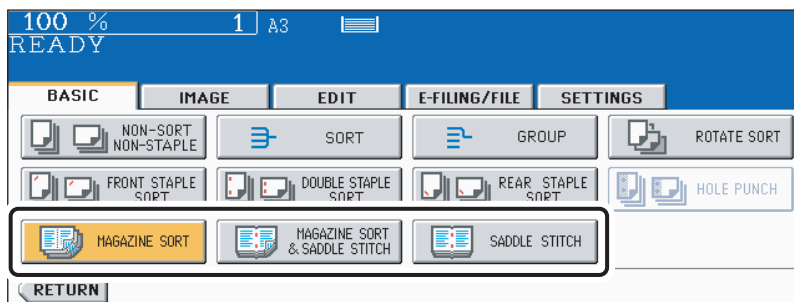 100 % 1 A3
READY
BASIC IMAGE EDIT E-FILING/FILE SETTINGS
NON-SORT
NON-STAPLE
SORT
GROUP
ROTATE SORT
FRONT STAPLE
SORT
DOUBLE STAPLE
SORT
REAR STAPLE
SORT
HOLE PUNCH
MAGAZINE SORT
MAGAZINE SORT
& SADDLE STITCH
SADDLE STITCH
RETURN